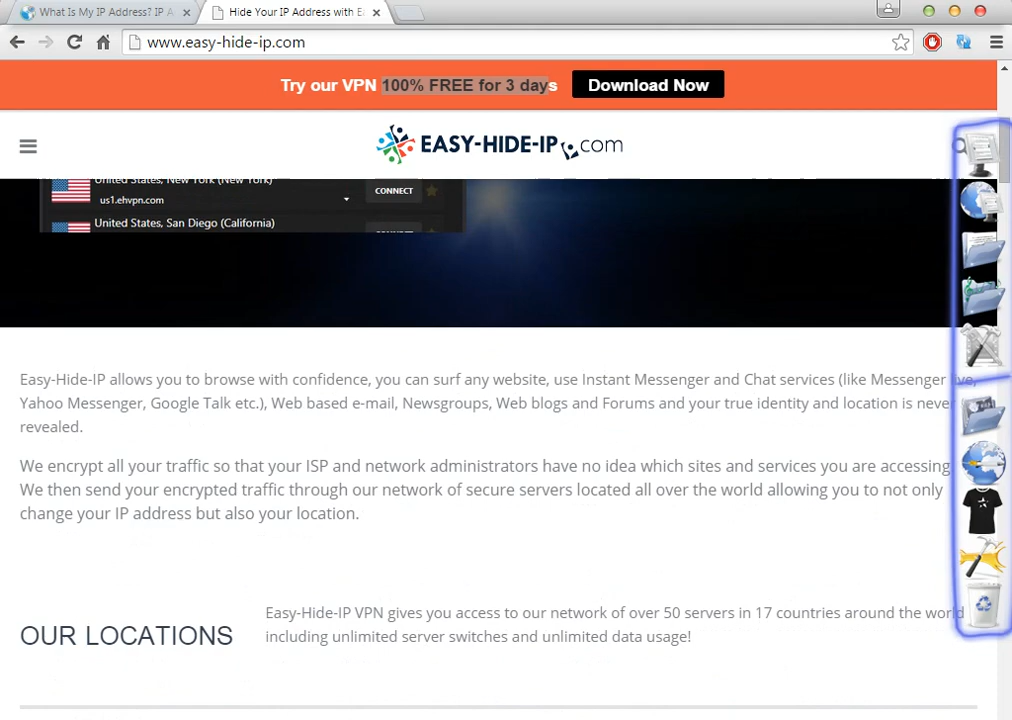 What Is My IP Address? IP A
Hide Your IP Address with Ea
www.easy-hide-ip.com
Try our VPN 100% FREE for 3 days
Download Now
EASY-HIDE-IP.com
United States, New York (New York)
CONNECT
us1.ehvpn.com
United States, San Diego (California)
Easy-Hide-IP allows you to browse with confidence, you can surf any website, use Instant Messenger and Chat services (like Messenger live,
Yahoo Messenger, Google Talk etc.), Web based e-mail, Newsgroups, Web blogs and Forums and your true identity and location is never
revealed.
We encrypt all your traffic so that your ISP and network administrators have no idea which sites and services you are accessing
We then send your encrypted traffic through our network of secure servers located all over the world allowing you to not only
change your IP address but also your location.
OUR LOCATIONS
Easy-Hide-IP VPN gives you access to our network of over 50 servers in 17 countries around the world
including unlimited server switches and unlimited data usage!